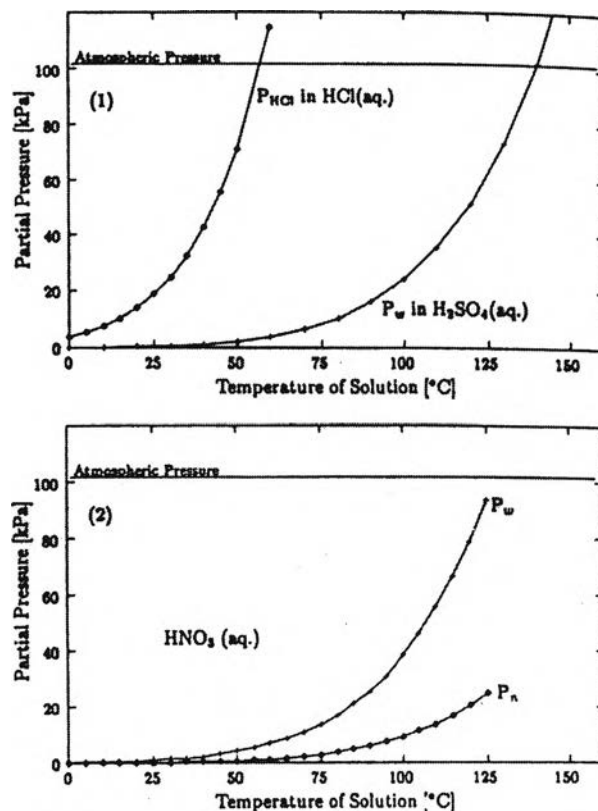 Atmospheric Pressure
(1)
P_HCl in HCl(aq.)
P_w in H₂SO₄(aq.)
Partial Pressure [kPa]
100
80
60
40
20
0
0 25 50 75 100 125 150
Temperature of Solution [°C]
Atmospheric Pressure
(2)
P_w
HNO₃ (aq.)
P_n
Partial Pressure [kPa]
100
80
60
40
20
0
0 25 50 75 100 125 150
Temperature of Solution [°C]